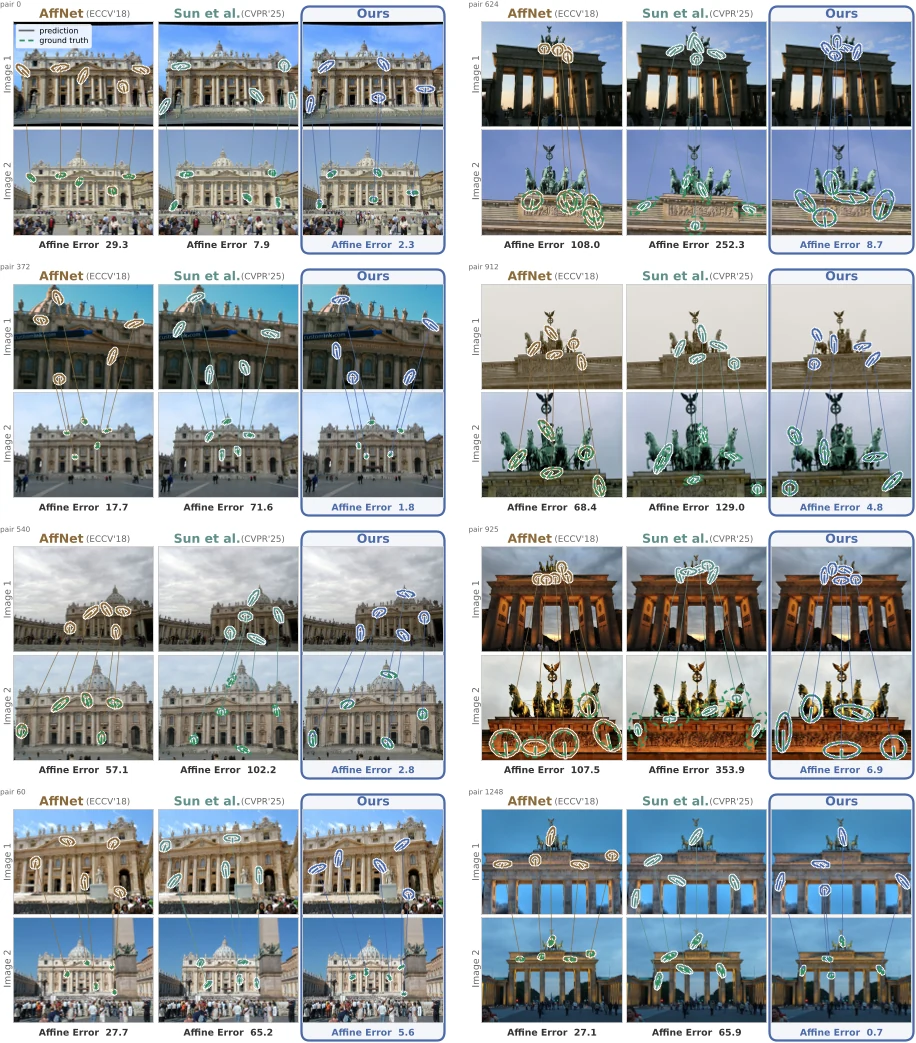 pair 0
AffNet (ECCV'18) Sun et al.(CVPR'25) Ours
prediction
ground truth
Image 1
Image 2
Affine Error 29.3 Affine Error 7.9 Affine Error 2.3
pair 624
AffNet (ECCV'18) Sun et al.(CVPR'25) Ours
Image 1
Image 2
Affine Error 108.0 Affine Error 252.3 Affine Error 8.7
pair 372
AffNet (ECCV'18) Sun et al.(CVPR'25) Ours
Image 1
Image 2
Affine Error 17.7 Affine Error 71.6 Affine Error 1.8
pair 912
AffNet (ECCV'18) Sun et al.(CVPR'25) Ours
Image 1
Image 2
Affine Error 68.4 Affine Error 129.0 Affine Error 4.8
pair 540
AffNet (ECCV'18) Sun et al.(CVPR'25) Ours
Image 1
Image 2
Affine Error 57.1 Affine Error 102.2 Affine Error 2.8
pair 925
AffNet (ECCV'18) Sun et al.(CVPR'25) Ours
Image 1
Image 2
Affine Error 107.5 Affine Error 353.9 Affine Error 6.9
pair 60
AffNet (ECCV'18) Sun et al.(CVPR'25) Ours
Image 1
Image 2
Affine Error 27.7 Affine Error 65.2 Affine Error 5.6
pair 1248
AffNet (ECCV'18) Sun et al.(CVPR'25) Ours
Image 1
Image 2
Affine Error 27.1 Affine Error 65.9 Affine Error 0.7